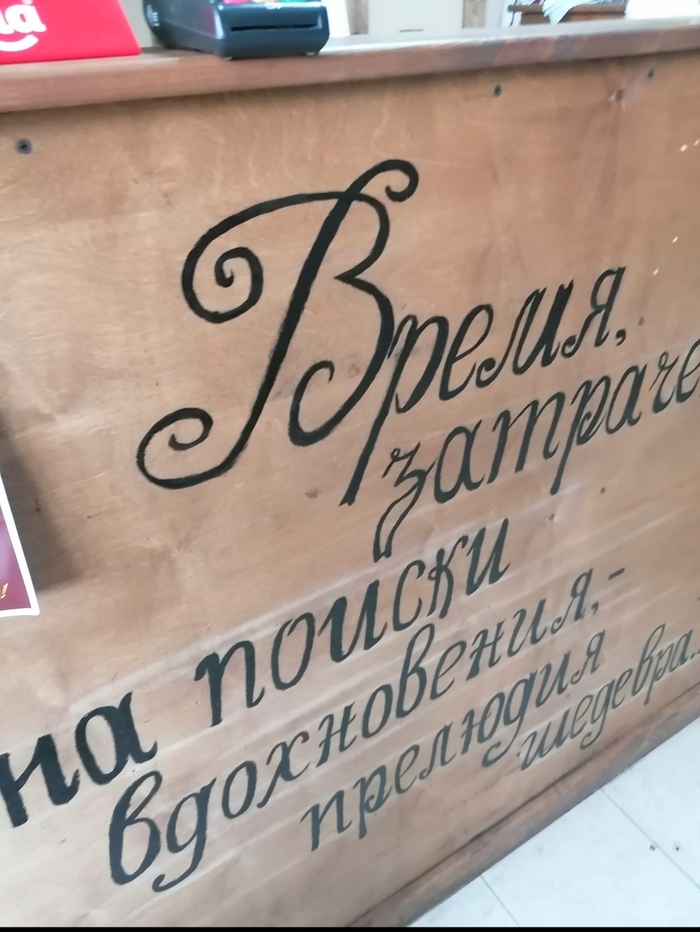 Время,
затраче
на поиски
вдохновения,-
прелюдия
шедевра...